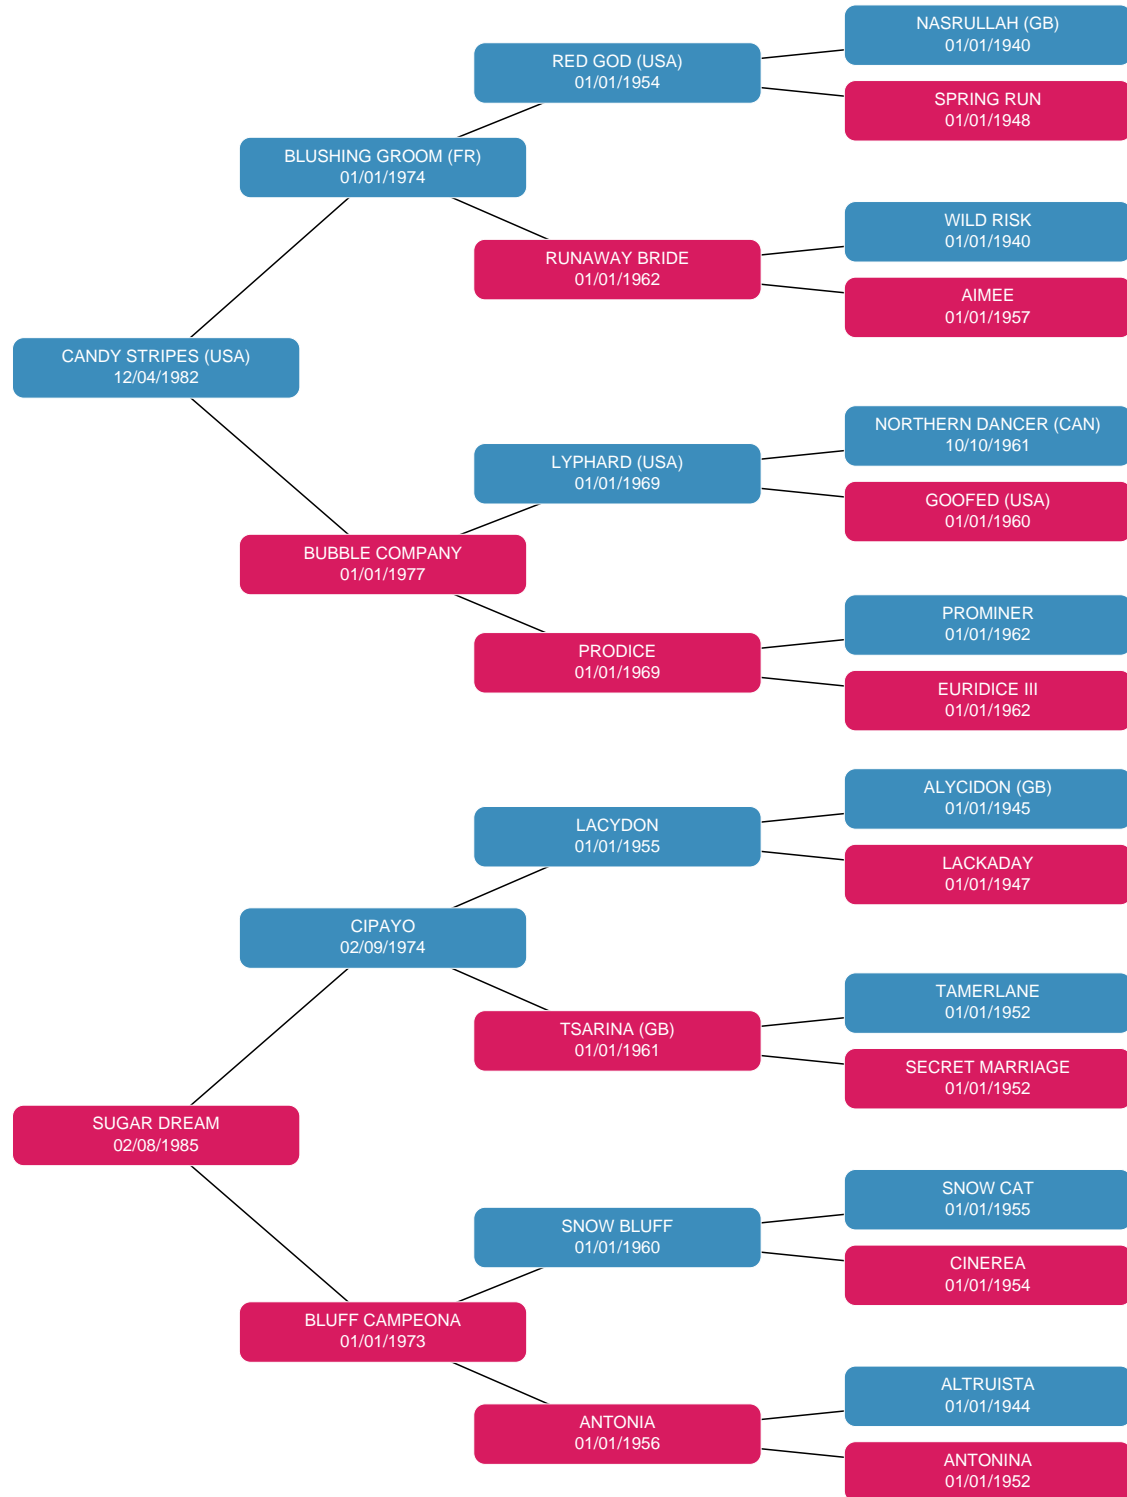 NASRULLAH (GB)
01/01/1940
RED GOD (USA)
01/01/1954
SPRING RUN
01/01/1948
BLUSHING GROOM (FR)
01/01/1974
WILD RISK
01/01/1940
RUNAWAY BRIDE
01/01/1962
AIMEE
01/01/1957
CANDY STRIPES (USA)
12/04/1982
NORTHERN DANCER (CAN)
10/10/1961
LYPHARD (USA)
01/01/1969
GOOFED (USA)
01/01/1960
BUBBLE COMPANY
01/01/1977
PROMINER
01/01/1962
PRODICE
01/01/1969
EURIDICE III
01/01/1962
ALYCIDON (GB)
01/01/1945
LACYDON
01/01/1955
LACKADAY
01/01/1947
CIPAYO
02/09/1974
TAMERLANE
01/01/1952
TSARINA (GB)
01/01/1961
SECRET MARRIAGE
01/01/1952
SUGAR DREAM
02/08/1985
SNOW CAT
01/01/1955
SNOW BLUFF
01/01/1960
CINEREA
01/01/1954
BLUFF CAMPEONA
01/01/1973
ALTRUISTA
01/01/1944
ANTONIA
01/01/1956
ANTONINA
01/01/1952